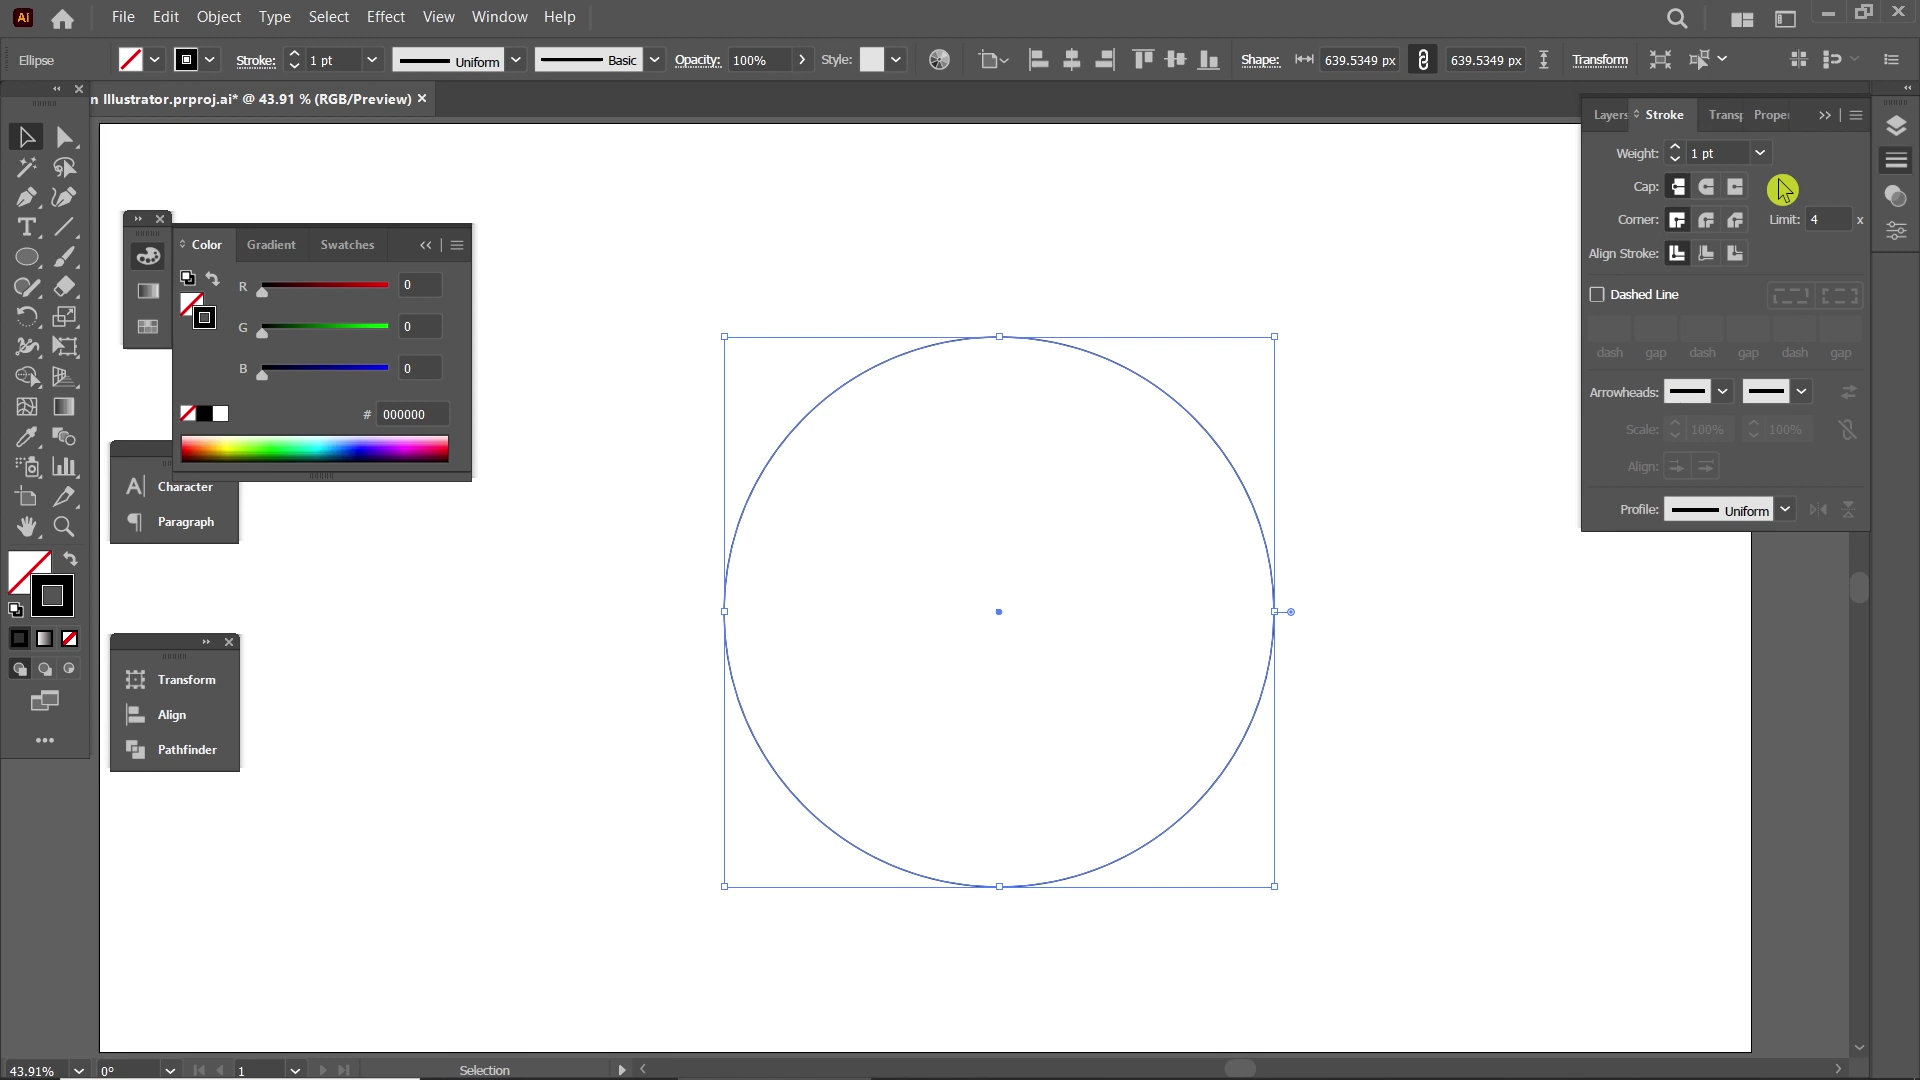 Ai File Edit Object Type Select Effect View Window Help
Ellipse Stroke: 1 pt Uniform Basic Opacity: 100% Style: Shape: 639.5349 px 639.5349 px Transform
n Illustrator.prproj.ai* @ 43.91 % (RGB/Preview)
Layers Stroke Transp Proper
Weight: 1 pt
Cap:
Corner: Limit: 4 x
Align Stroke:
Dashed Line
dash gap dash gap dash gap
Arrowheads:
Scale: 100% 100%
Align:
Profile: Uniform
Color Gradient Swatches
R 0
G 0
B 0
# 000000
Character
Paragraph
Transform
Align
Pathfinder
43.91% 0° 1 Selection